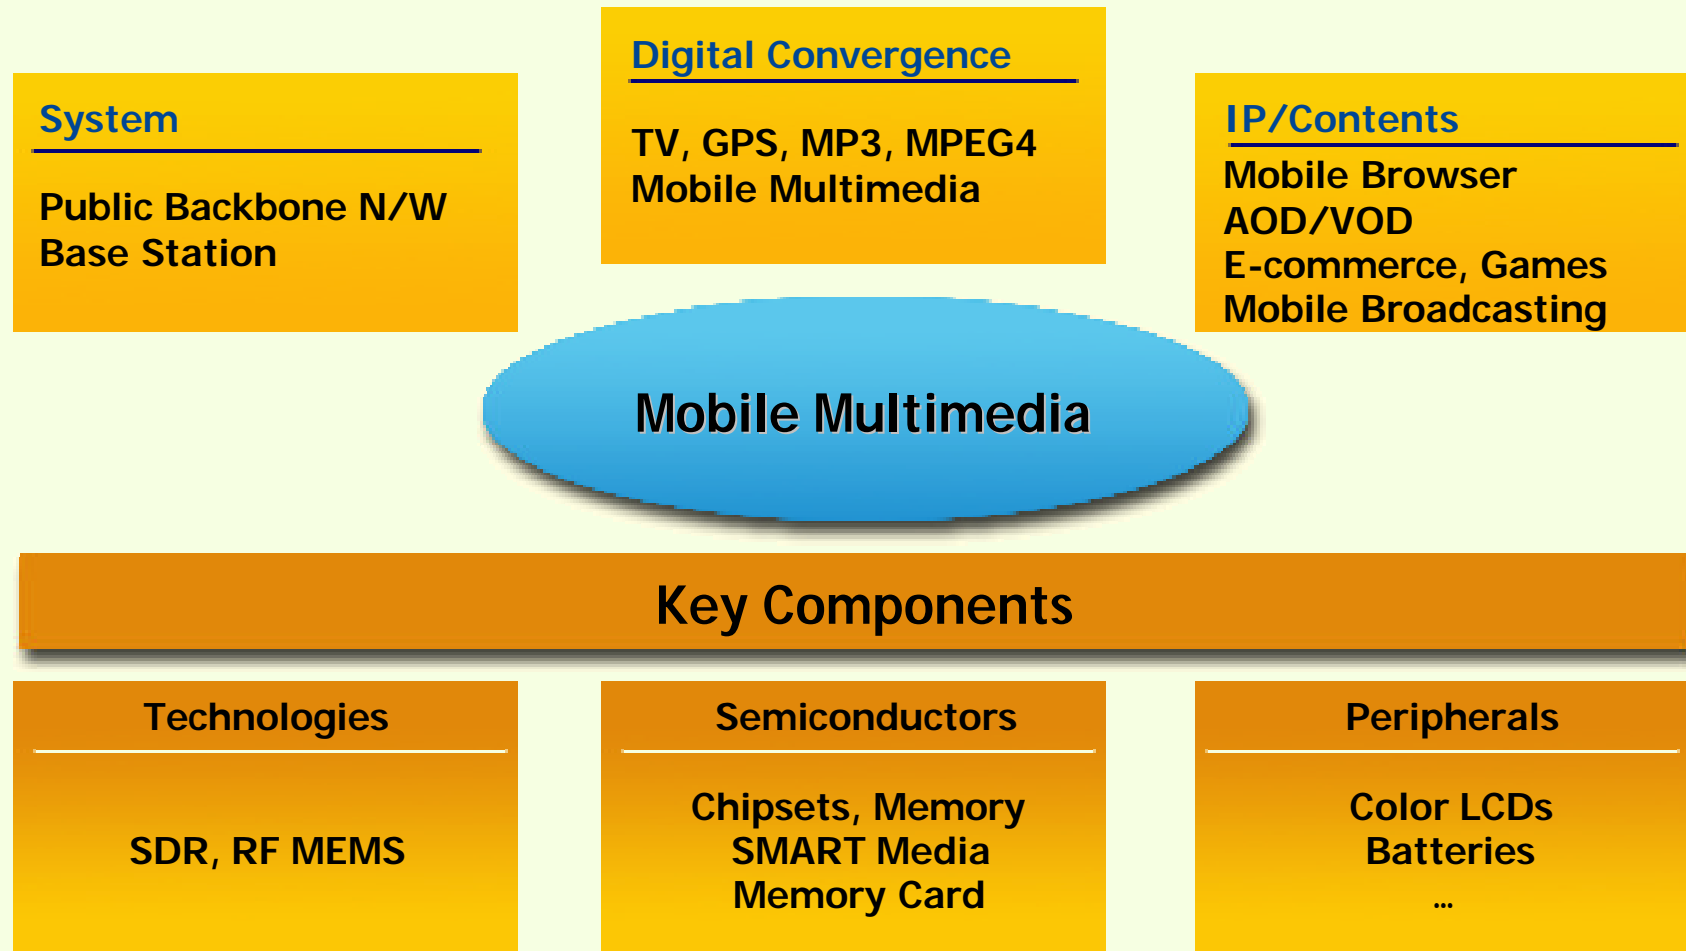 System
Public Backbone N/W
Base Station
Digital Convergence
TV, GPS, MP3, MPEG4
Mobile Multimedia
IP/Contents
Mobile Browser
AOD/VOD
E-commerce, Games
Mobile Broadcasting
Mobile Multimedia
Key Components
Technologies
SDR, RF MEMS
Semiconductors
Chipsets, Memory
SMART Media
Memory Card
Peripherals
Color LCDs
Batteries
...